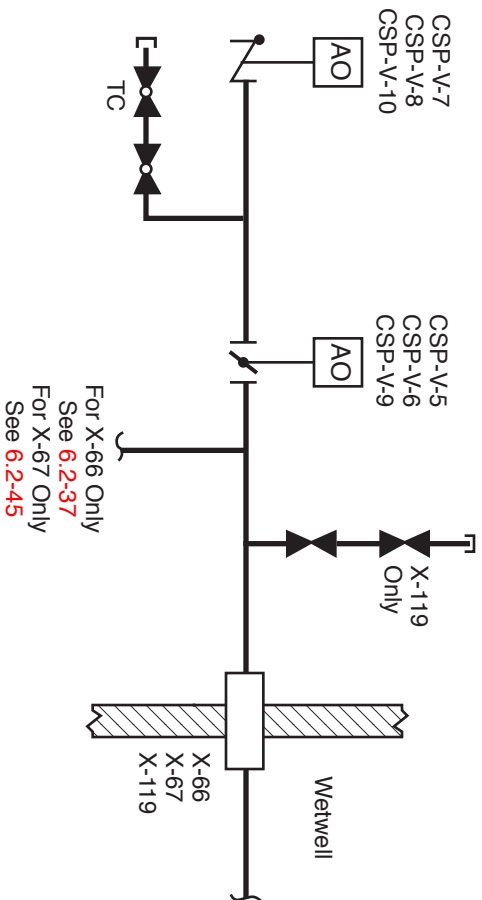 CSP-V-7
CSP-V-8
CSP-V-10
AO
TC
CSP-V-5
CSP-V-6
CSP-V-9
AO
For X-66 Only
See 6.2-37
For X-67 Only
See 6.2-45
X-119
Only
X-66
X-67
X-119
Wetwell